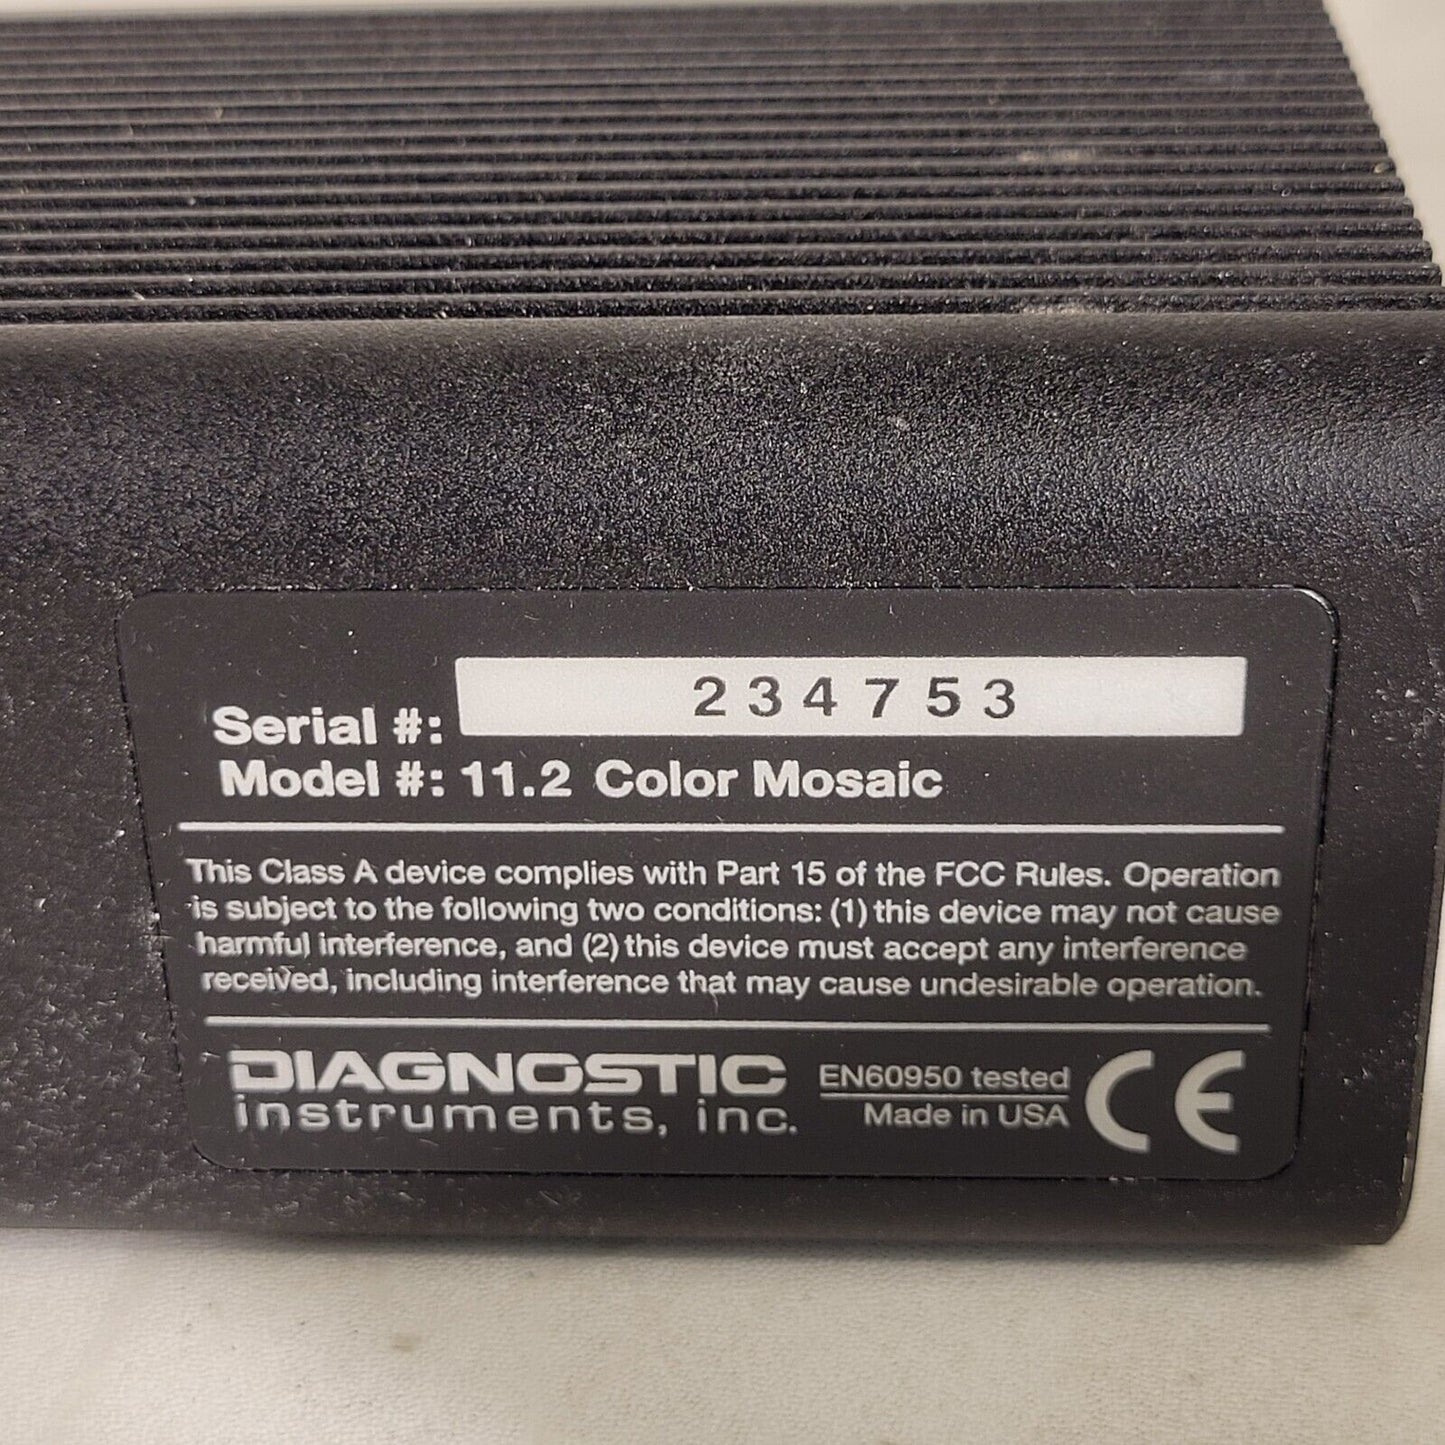 Serial #: 234753
Model #: 11.2 Color Mosaic
This Class A device complies with Part 15 of the FCC Rules. Operation
is subject to the following two conditions: (1) this device may not cause
harmful interference, and (2) this device must accept any interference
received, including interference that may cause undesirable operation.
DIAGNOSTIC
instruments, inc.
EN60950 tested
Made in USA
CE